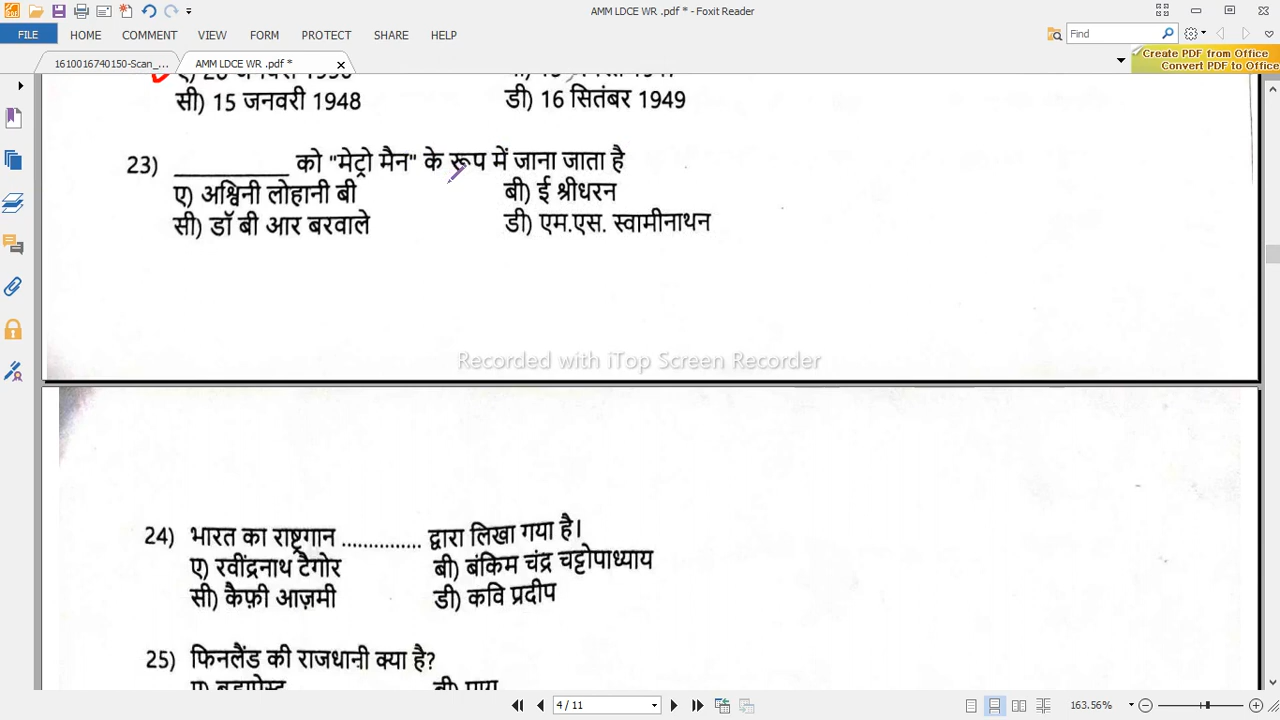 AMM LDCE WR .pdf * - Foxit Reader
FILE HOME COMMENT VIEW FORM PROTECT SHARE HELP
Find
1610016740150-Scan_... AMM LDCE WR .pdf *
Create PDF from Office
Convert PDF to Office
सी) 15 जनवरी 1948 डी) 16 सितंबर 1949
23) __________ को "मेट्रो मैन" के रूप में जाना जाता है
ए) अश्विनी लोहानी बी बी) ई श्रीधरन
सी) डॉ बी आर बरवाले डी) एम.एस. स्वामीनाथन
Recorded with iTop Screen Recorder
24) भारत का राष्ट्रगान .............. द्वारा लिखा गया है।
ए) रवींद्रनाथ टैगोर बी) बंकिम चंद्र चट्टोपाध्याय
सी) कैफ़ी आज़मी डी) कवि प्रदीप
25) फिनलैंड की राजधानी क्या है?
4 / 11
163.56%